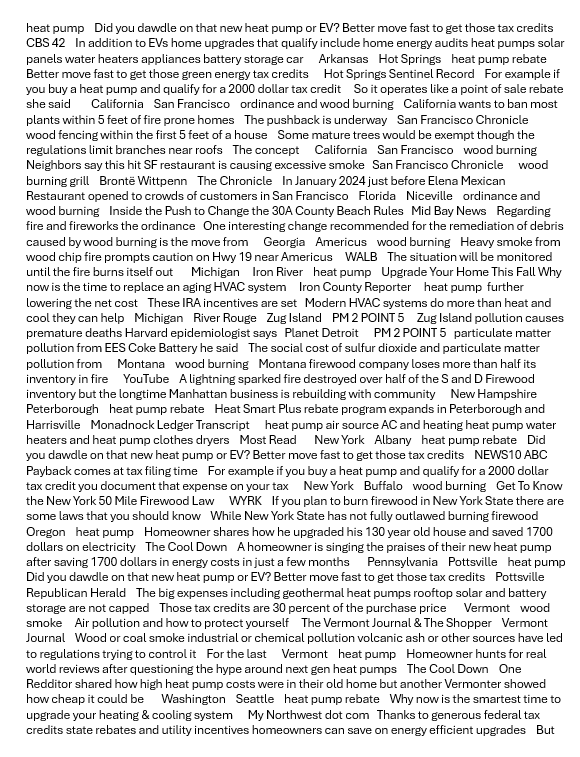 heat pump Did you dawdle on that new heat pump or EV? Better move fast to get those tax credits
CBS 42 In addition to EVs home upgrades that qualify include home energy audits heat pumps solar
panels water heaters appliances battery storage car Arkansas Hot Springs heat pump rebate
Better move fast to get those green energy tax credits Hot Springs Sentinel Record For example if
you buy a heat pump and qualify for a 2000 dollar tax credit So it operates like a point of sale rebate
she said California San Francisco ordinance and wood burning California wants to ban most
plants within 5 feet of fire prone homes The pushback is underway San Francisco Chronicle
wood fencing within the first 5 feet of a house Some mature trees would be exempt though the
regulations limit branches near roofs The concept California San Francisco wood burning
Neighbors say this hit SF restaurant is causing excessive smoke San Francisco Chronicle wood
burning grill Brontë Wittpenn The Chronicle In January 2024 just before Elena Mexican
Restaurant opened to crowds of customers in San Francisco Florida Niceville ordinance and
wood burning Inside the Push to Change the 30A County Beach Rules Mid Bay News Regarding
fire and fireworks the ordinance One interesting change recommended for the remediation of debris
caused by wood burning is the move from Georgia Americus wood burning Heavy smoke from
wood chip fire prompts caution on Hwy 19 near Americus WALB The situation will be monitored
until the fire burns itself out Michigan Iron River heat pump Upgrade Your Home This Fall Why
now is the time to replace an aging HVAC system Iron County Reporter heat pump further
lowering the net cost These IRA incentives are set Modern HVAC systems do more than heat and
cool they can help Michigan River Rouge Zug Island PM 2 POINT 5 Zug Island pollution causes
premature deaths Harvard epidemiologist says Planet Detroit PM 2 POINT 5 particulate matter
pollution from EES Coke Battery he said The social cost of sulfur dioxide and particulate matter
pollution from Montana wood burning Montana firewood company loses more than half its
inventory in fire YouTube A lightning sparked fire destroyed over half of the S and D Firewood
inventory but the longtime Manhattan business is rebuilding with community New Hampshire
Peterborough heat pump rebate Heat Smart Plus rebate program expands in Peterborough and
Harrisville Monadnock Ledger Transcript heat pump air source AC and heating heat pump water
heaters and heat pump clothes dryers Most Read New York Albany heat pump rebate Did
you dawdle on that new heat pump or EV? Better move fast to get those tax credits NEWS10 ABC
Payback comes at tax filing time For example if you buy a heat pump and qualify for a 2000 dollar
tax credit you document that expense on your tax New York Buffalo wood burning Get To Know
the New York 50 Mile Firewood Law WYRK If you plan to burn firewood in New York State there are
some laws that you should know While New York State has not fully outlawed burning firewood
Oregon heat pump Homeowner shares how he upgraded his 130 year old house and saved 1700
dollars on electricity The Cool Down A homeowner is singing the praises of their new heat pump
after saving 1700 dollars in energy costs in just a few months Pennsylvania Pottsville heat pump
Did you dawdle on that new heat pump or EV? Better move fast to get those tax credits Pottsville
Republican Herald The big expenses including geothermal heat pumps rooftop solar and battery
storage are not capped Those tax credits are 30 percent of the purchase price Vermont wood
smoke Air pollution and how to protect yourself The Vermont Journal & The Shopper Vermont
Journal Wood or coal smoke industrial or chemical pollution volcanic ash or other sources have led
to regulations trying to control it For the last Vermont heat pump Homeowner hunts for real
world reviews after questioning the hype around next gen heat pumps The Cool Down One
Redditor shared how high heat pump costs were in their old home but another Vermonter showed
how cheap it could be Washington Seattle heat pump rebate Why now is the smartest time to
upgrade your heating & cooling system My Northwest dot com Thanks to generous federal tax
credits state rebates and utility incentives homeowners can save on energy efficient upgrades But